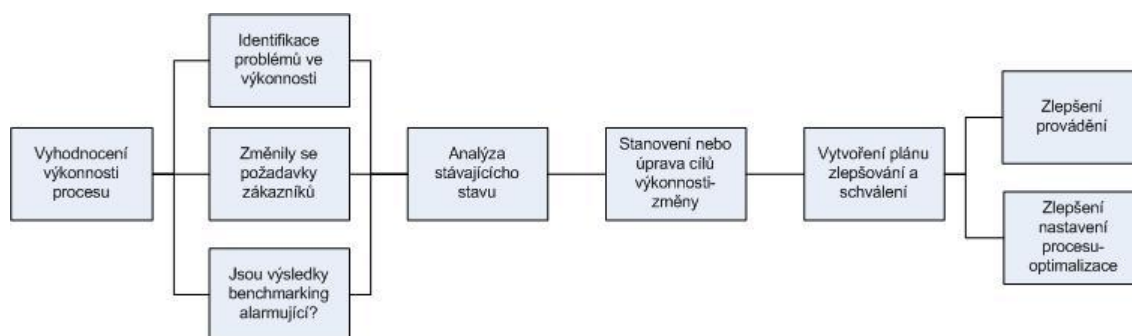 Vyhodnocení
výkonnosti
procesu
Identifikace
problémů ve
výkonnosti
Změnily se
požadavky
zákazníků
Jsou výsledky
benchmarking
alarmující?
Analýza
stávajícícho
stavu
Stanovení nebo
úprava cílů
výkonnosti-
změny
Vytvoření plánu
zlepšování a
schválení
Zlepšení
provádění
Zlepšení
nastavení
procesu-
optimalizace